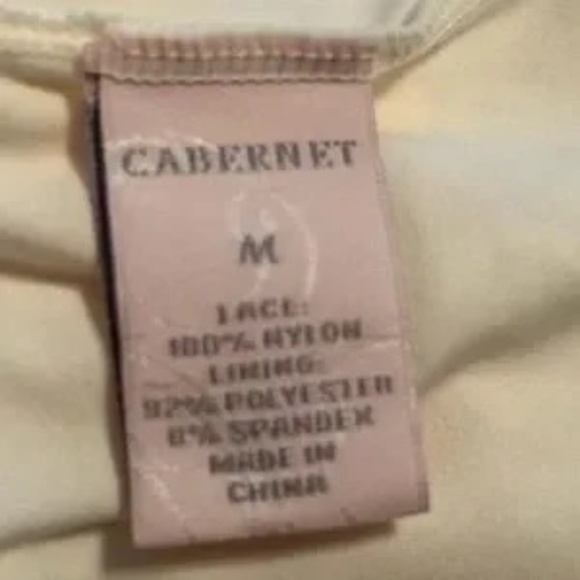 CABERNET
M
LACE:
100% NYLON
LINING:
92% POLYESTER
8% SPANDEX
MADE IN
CHINA